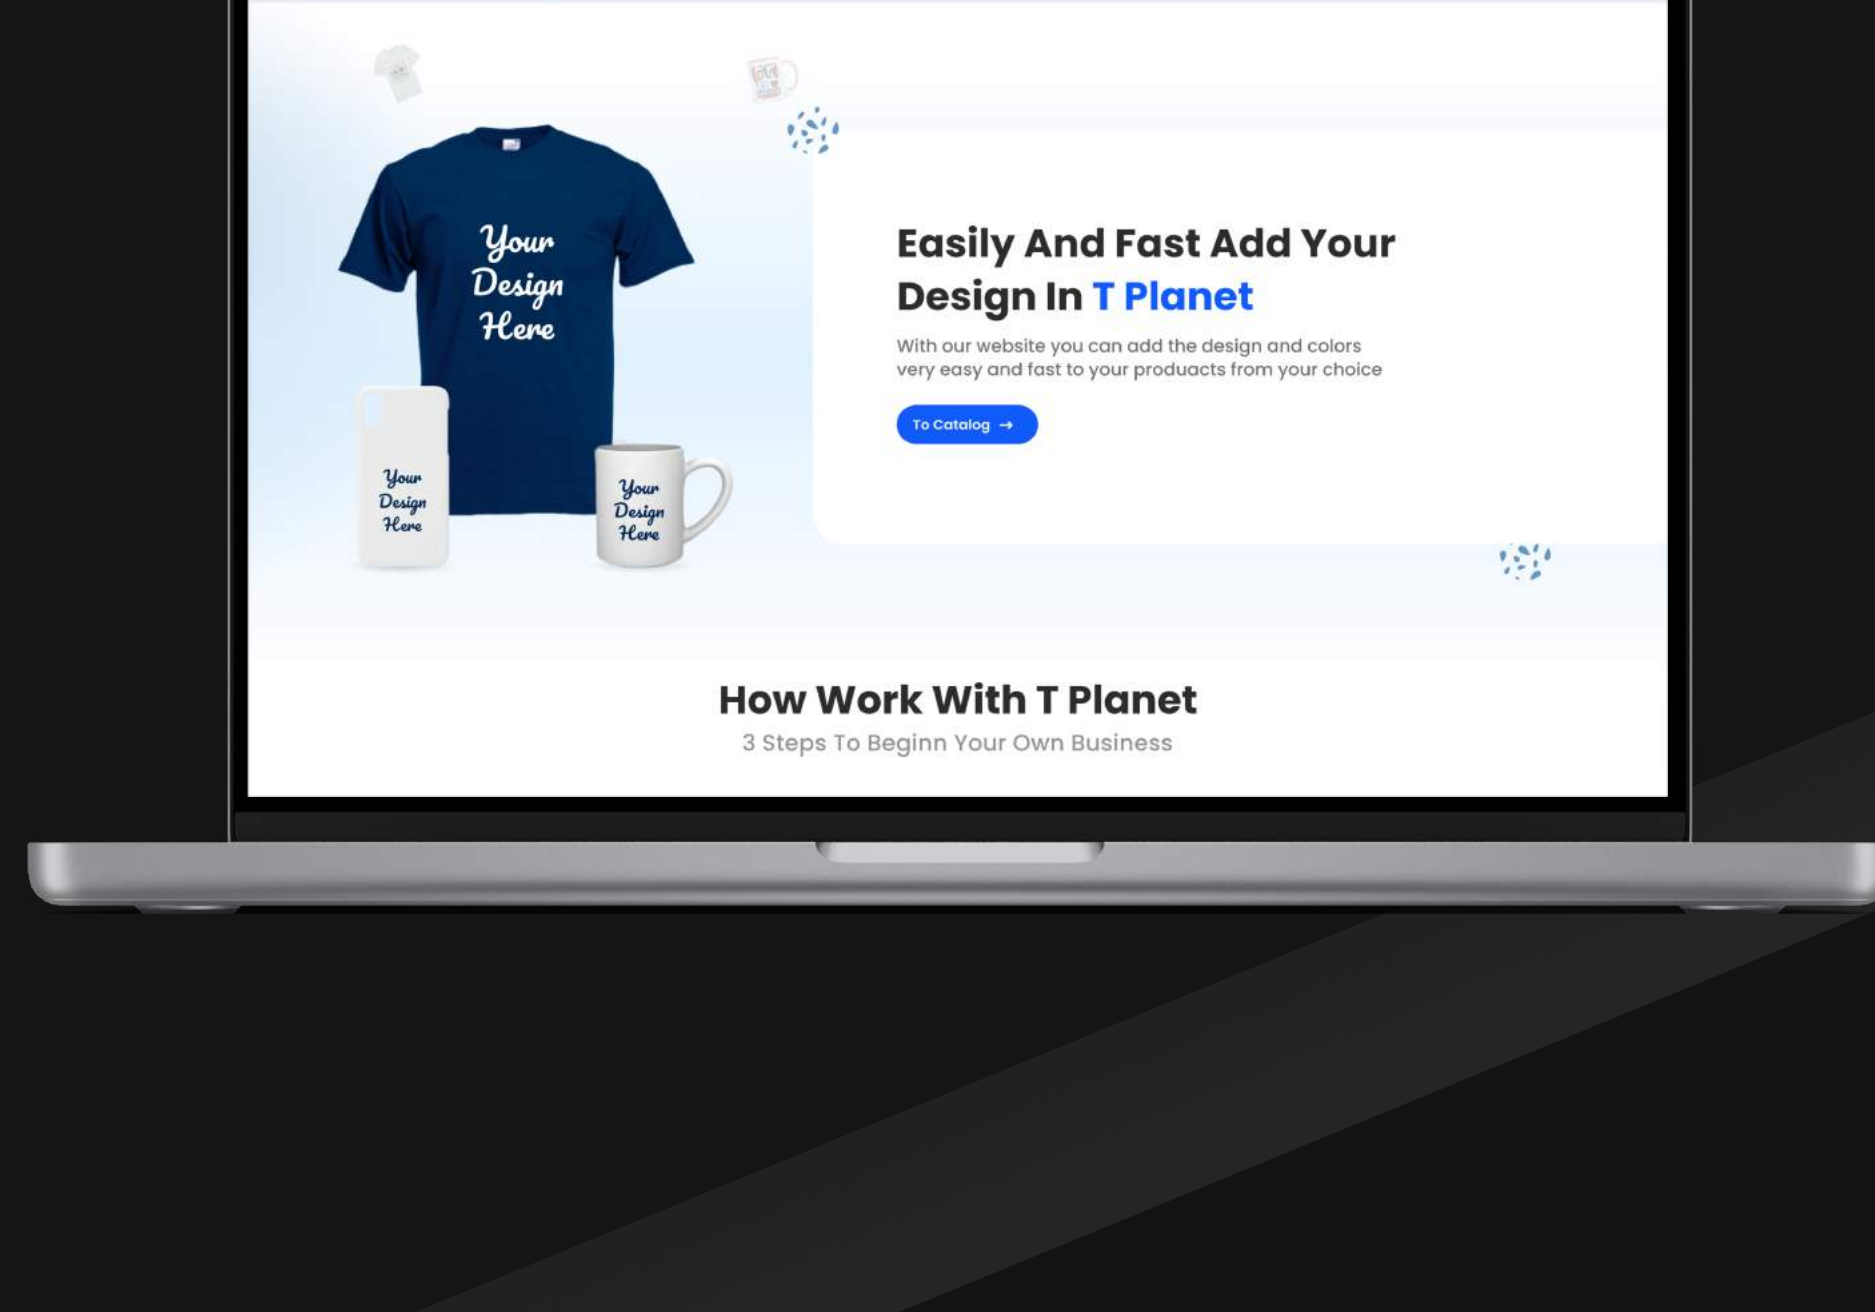 Your
Design
Here
Your
Design
Here
Your
Design
Here
Easily And Fast Add Your
Design In T Planet
With our website you can add the design and colors
very easy and fast to your produacts from your choice
To Catalog →
How Work With T Planet
3 Steps To Beginn Your Own Business